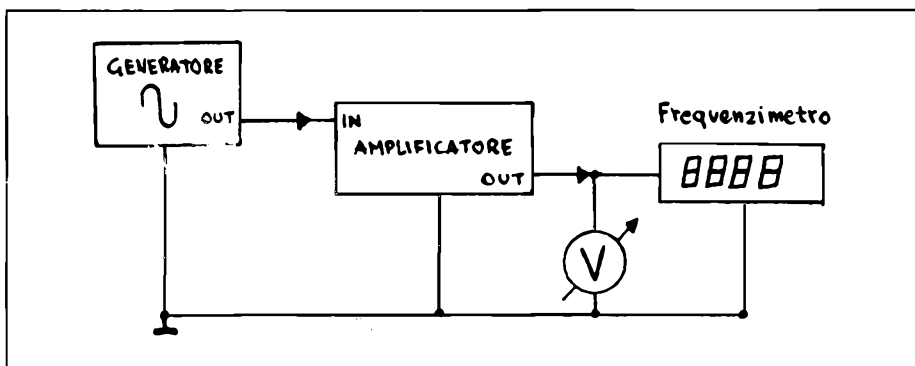 GENERATORE
OUT
IN
AMPLIFICATORE
OUT
Frequenzimetro
8888
V